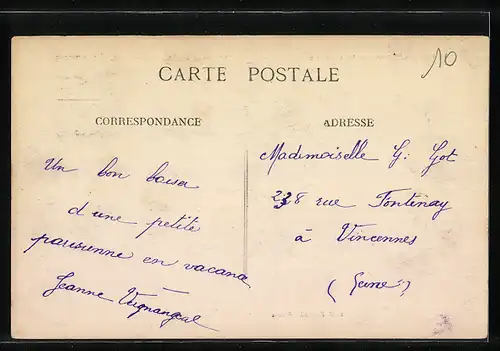 10
CARTE POSTALE
CORRESPONDANCE
ADRESSE
Un bon baiser
d'une petite
parisienne en vacance
Jeanne
Mademoiselle G. Got
238 rue Fontenay
à Vincennes
(Seine)